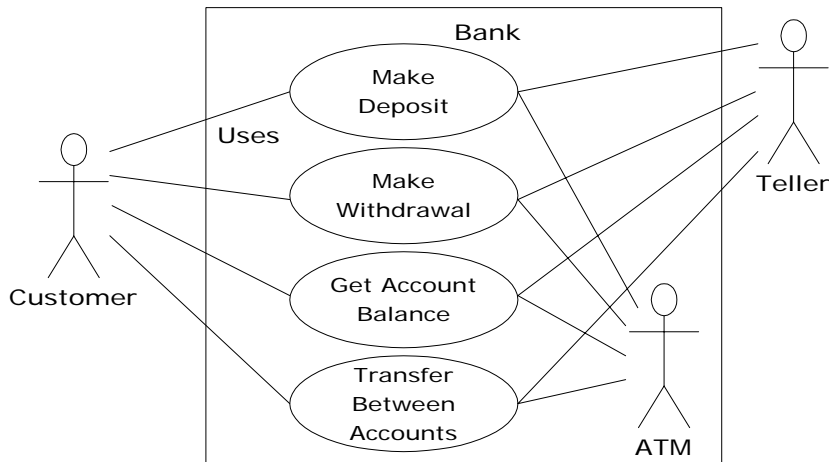 Bank
Make
Deposit
Uses
Make
Withdrawal
Teller
Customer
Get Account
Balance
Transfer
Between
Accounts
ATM